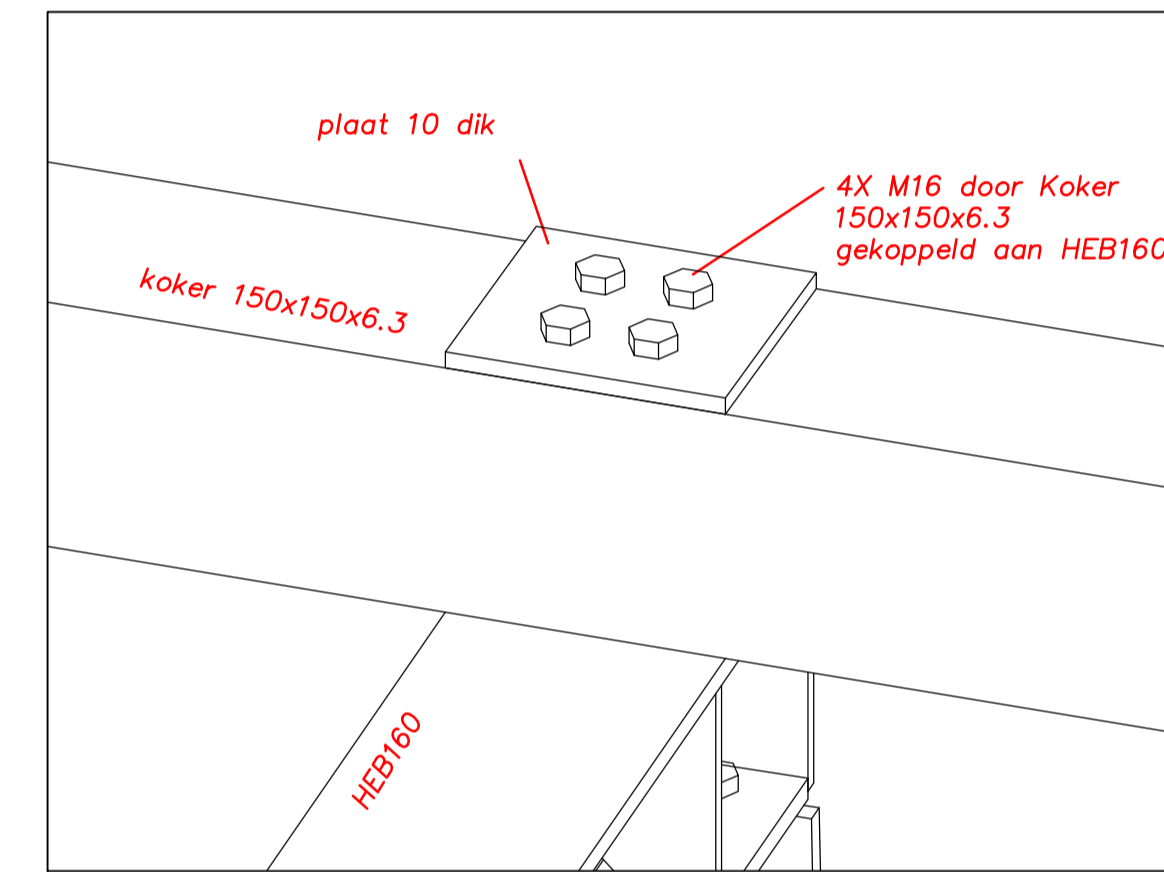 plaat 10 dik
4X M16 door Koker
150x150x6.3
gekoppeld aan HEB160
koker 150x150x6.3
HEB160